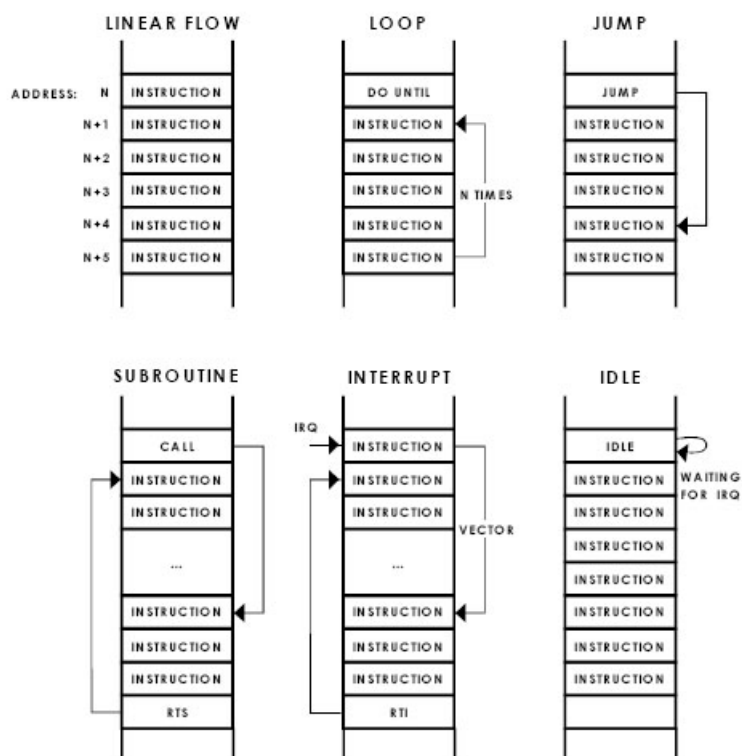 LINEAR FLOW
LOOP
JUMP
ADDRESS: N INSTRUCTION DO UNTIL JUMP
N+1 INSTRUCTION INSTRUCTION INSTRUCTION
N+2 INSTRUCTION INSTRUCTION INSTRUCTION
N+3 INSTRUCTION INSTRUCTION INSTRUCTION
N TIMES
N+4 INSTRUCTION INSTRUCTION INSTRUCTION
N+5 INSTRUCTION INSTRUCTION INSTRUCTION
SUBROUTINE
CALL
INSTRUCTION
INSTRUCTION
...
INSTRUCTION
INSTRUCTION
INSTRUCTION
RTS
INTERRUPT
IRQ
INSTRUCTION
INSTRUCTION
INSTRUCTION
VECTOR
...
INSTRUCTION
INSTRUCTION
INSTRUCTION
RTI
IDLE
IDLE
WAITING
FOR IRQ
INSTRUCTION
INSTRUCTION
INSTRUCTION
INSTRUCTION
INSTRUCTION
INSTRUCTION
INSTRUCTION